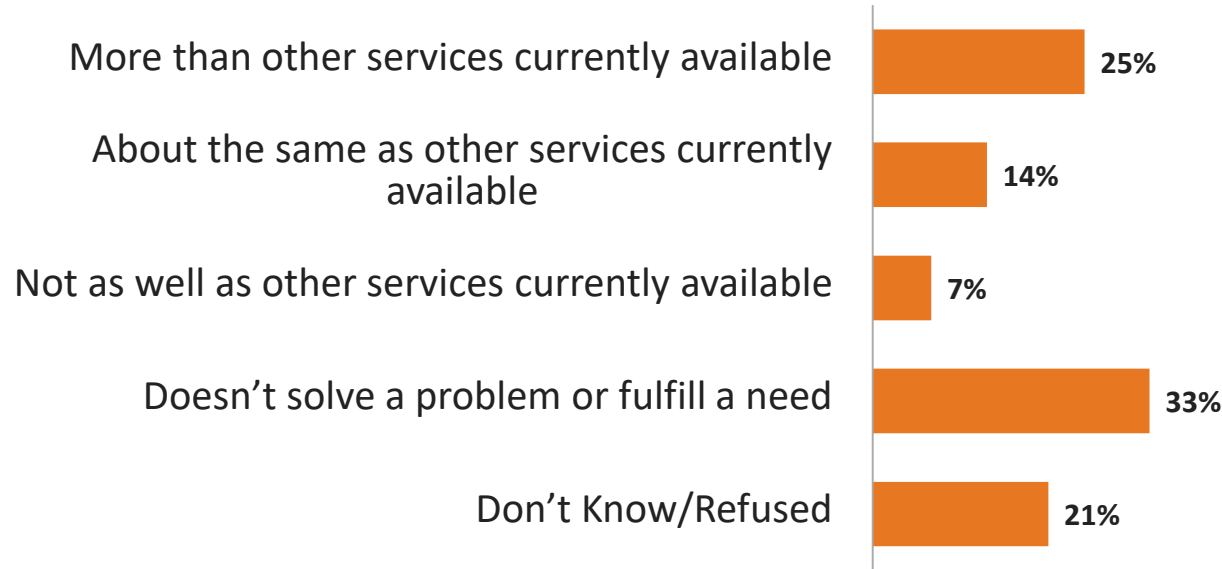 More than other services currently available
25%
About the same as other services currently
available
14%
Not as well as other services currently available
7%
Doesn’t solve a problem or fulfill a need
33%
Don’t Know/Refused
21%